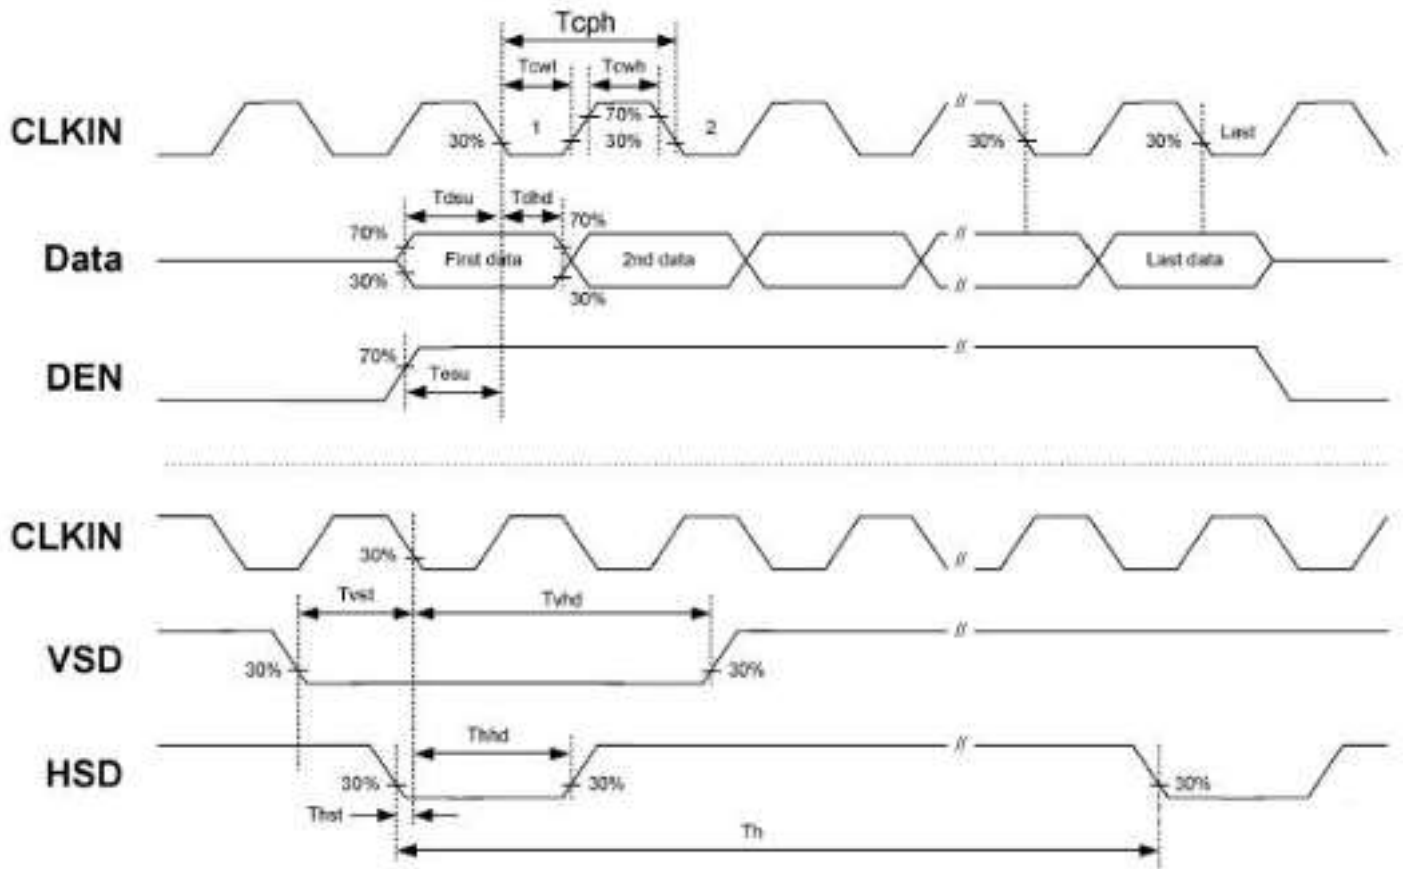 Tcph
Tcwl Tcwh
CLKIN 30% 1 70% 30% 2 30% 30% Last
Tdsu Tdhd
70% 70%
Data First data 2nd data Last data
30% 30%
70%
DEN Tesu
CLKIN 30%
Tvst Tvhd
VSD 30% 30%
Thhd
HSD 30% 30% 30%
Thst
Th